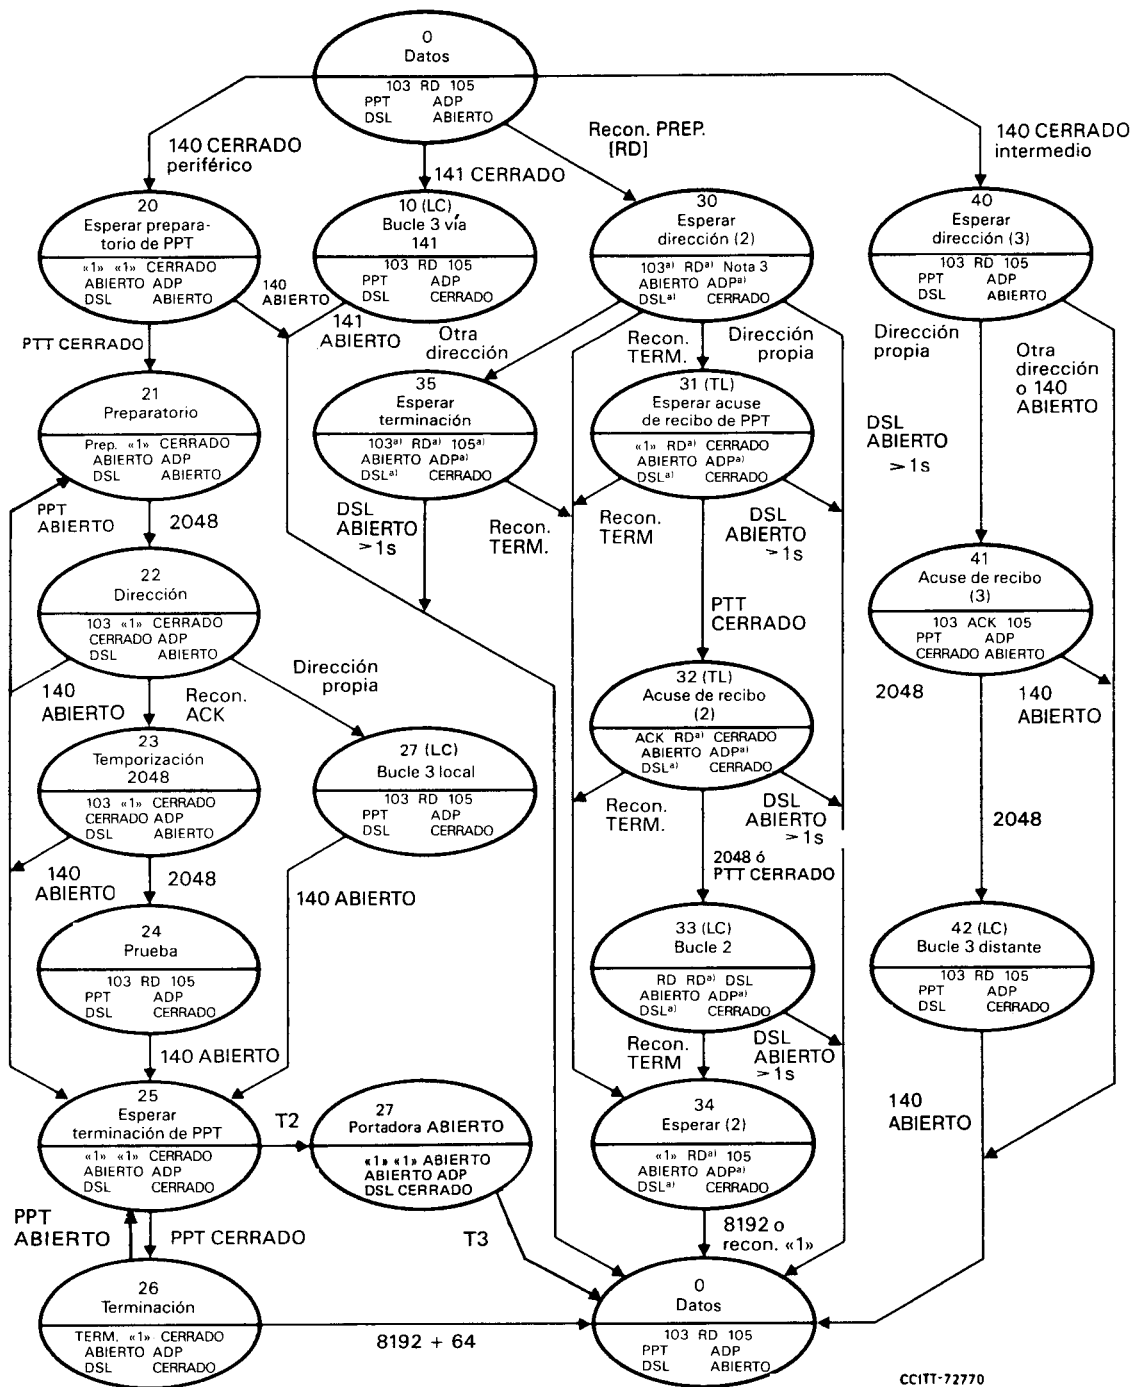 0
Datos
103 RD 105
PPT ADP
DSL ABIERTO
140 CERRADO
periférico
141 CERRADO
Recon. PREP.
[RD]
140 CERRADO
intermedio
20
Esperar prepara-
torio de PPT
«1» «1» CERRADO
ABIERTO ADP
DSL ABIERTO
10 (LC)
Bucle 3 vía
141
103 RD 105
PPT ADP
DSL CERRADO
30
Esperar
dirección (2)
103a) RDa) Nota 3
ABIERTO ADPa)
DSLa) CERRADO
40
Esperar
dirección (3)
103 RD 105
PPT ADP
DSL ABIERTO
140
ABIERTO
141
ABIERTO
PTT CERRADO
Otra
dirección
Recon.
TERM.
Dirección
propia
Dirección
propia
Otra
dirección
o 140
ABIERTO
21
Preparatorio
Prep. «1» CERRADO
ABIERTO ADP
DSL ABIERTO
35
Esperar
terminación
103a) RDa) 105a)
ABIERTO ADPa)
DSLa) CERRADO
31 (TL)
Esperar acuse
de recibo de PPT
«1» RDa) CERRADO
ABIERTO ADPa)
DSLa) CERRADO
DSL
ABIERTO
> 1s
PPT
ABIERTO
2048
DSL
ABIERTO
> 1s
Recon.
TERM.
Recon.
TERM
DSL
ABIERTO
> 1s
22
Dirección
103 «1» CERRADO
CERRADO ADP
DSL ABIERTO
PTT
CERRADO
41
Acuse de recibo
(3)
103 ACK 105
PPT ADP
CERRADO ABIERTO
140
ABIERTO
Recon.
ACK
Dirección
propia
32 (TL)
Acuse de recibo
(2)
ACK RDa) CERRADO
ABIERTO ADPa)
DSLa) CERRADO
2048
140
ABIERTO
23
Temporización
2048
103 «1» CERRADO
CERRADO ADP
DSL ABIERTO
27 (LC)
Bucle 3 local
103 RD 105
PPT ADP
DSL CERRADO
Recon.
TERM.
DSL
ABIERTO
> 1s
2048
140
ABIERTO
2048
140 ABIERTO
2048 ó
PTT CERRADO
24
Prueba
103 RD 105
PPT ADP
DSL CERRADO
33 (LC)
Bucle 2
RD RDa) DSL
ABIERTO ADPa)
DSLa) CERRADO
42 (LC)
Bucle 3 distante
103 RD 105
PPT ADP
DSL CERRADO
140 ABIERTO
Recon.
TERM
DSL
ABIERTO
> 1s
25
Esperar
terminación de PPT
«1» «1» CERRADO
ABIERTO ADP
DSL CERRADO
T2
27
Portadora ABIERTO
«1» «1» ABIERTO
ABIERTO ADP
DSL CERRADO
34
Esperar (2)
«1» RDa) 105
ABIERTO ADPa)
DSLa) CERRADO
140
ABIERTO
PPT
ABIERTO
PPT CERRADO
T3
8192 o
recon. «1»
26
Terminación
TERM. «1» CERRADO
ABIERTO ADP
DSL CERRADO
8192 + 64
0
Datos
103 RD 105
PPT ADP
DSL ABIERTO
CCITT-72770